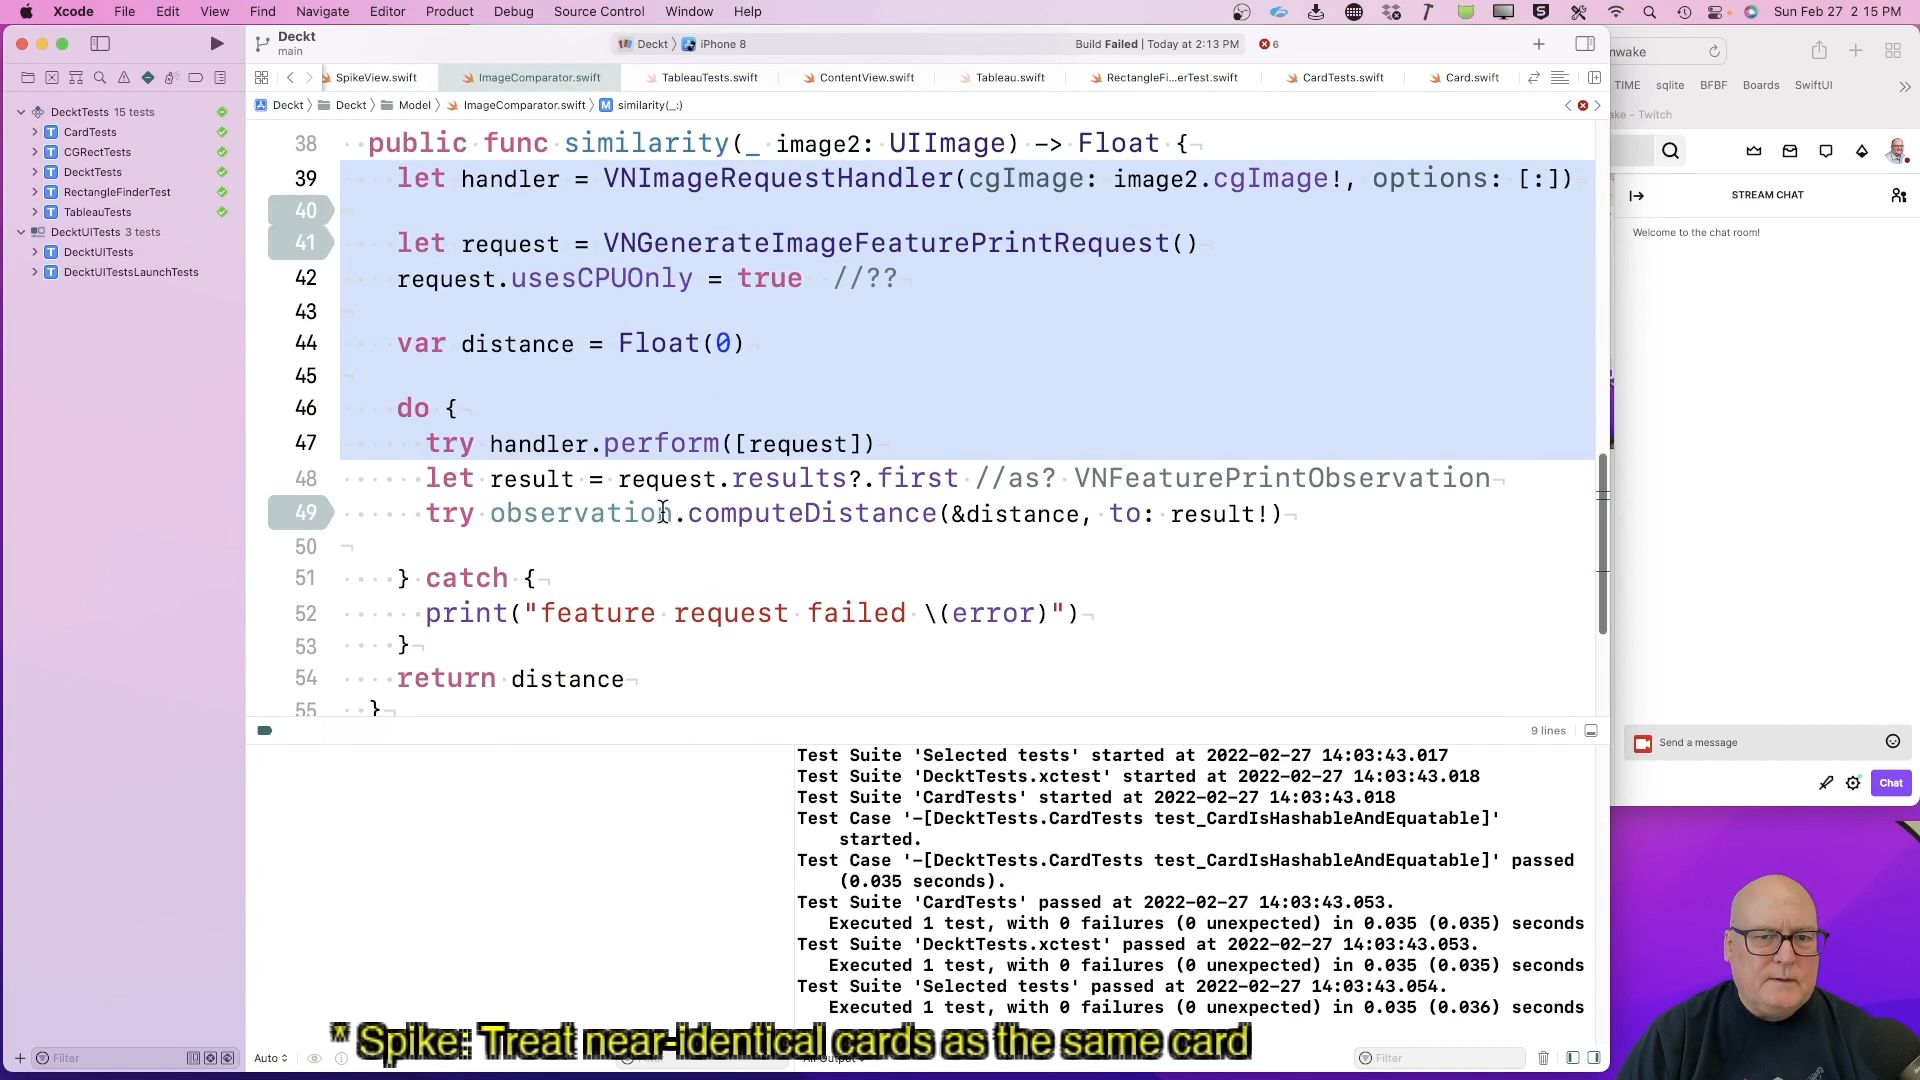 Xcode File Edit View Find Navigate Editor Product Debug Source Control Window Help Sun Feb 27 2:15 PM
Deckt
main
Deckt iPhone 8 Build Failed | Today at 2:13 PM 6
SpikeView.swift ImageComparator.swift TableauTests.swift ContentView.swift Tableau.swift RectangleFi...erTest.swift CardTests.swift Card.swift
Deckt Deckt Model ImageComparator.swift M similarity(_:)
DecktTests 15 tests
T CardTests
T CGRectTests
T DecktTests
T RectangleFinderTest
T TableauTests
DecktUITests 3 tests
T DecktUITests
T DecktUITestsLaunchTests
38 public func similarity(_ image2: UIImage) -> Float {
39 let handler = VNImageRequestHandler(cgImage: image2.cgImage!, options: [:])
40
41 let request = VNGenerateImageFeaturePrintRequest()
42 request.usesCPUOnly = true //??
43
44 var distance = Float(0)
45
46 do {
47 try handler.perform([request])
48 let result = request.results?.first //as? VNFeaturePrintObservation
49 try observation.computeDistance(&distance, to: result!)
50
51 } catch {
52 print("feature request failed \(error)")
53 }
54 return distance
55 }
9 lines
Test Suite 'Selected tests' started at 2022-02-27 14:03:43.017
Test Suite 'DecktTests.xctest' started at 2022-02-27 14:03:43.018
Test Suite 'CardTests' started at 2022-02-27 14:03:43.018
Test Case '-[DecktTests.CardTests test_CardIsHashableAndEquatable]'
started.
Test Case '-[DecktTests.CardTests test_CardIsHashableAndEquatable]' passed
(0.035 seconds).
Test Suite 'CardTests' passed at 2022-02-27 14:03:43.053.
Executed 1 test, with 0 failures (0 unexpected) in 0.035 (0.035) seconds
Test Suite 'DecktTests.xctest' passed at 2022-02-27 14:03:43.053.
Executed 1 test, with 0 failures (0 unexpected) in 0.035 (0.035) seconds
Test Suite 'Selected tests' passed at 2022-02-27 14:03:43.054.
Executed 1 test, with 0 failures (0 unexpected) in 0.035 (0.036) seconds
* Spike: Treat near-identical cards as the same card
Filter Auto Filter
nwake
TIME sqlite BFBF Boards SwiftUI
ake - Twitch
STREAM CHAT
Welcome to the chat room!
Send a message
Chat